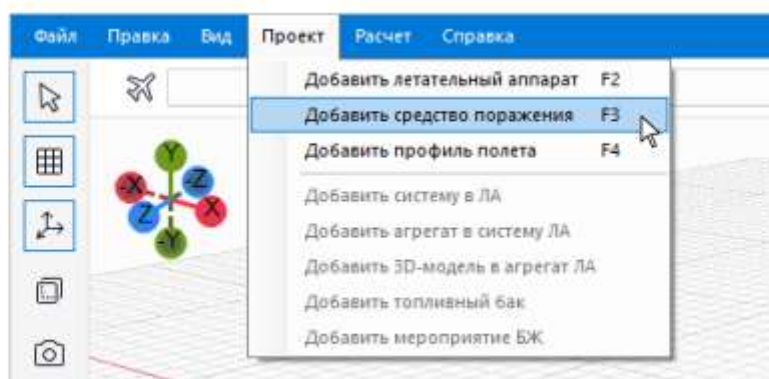 Файл Правка Вид Проект Расчет Справка
Добавить летательный аппарат F2
Добавить средство поражения F3
Добавить профиль полета F4
Добавить систему в ЛА
Добавить агрегат в систему ЛА
Добавить 3D-модель в агрегат ЛА
Добавить топливный бак
Добавить мероприятие БЖ
Y
-X
-Z
Z
X
-Y